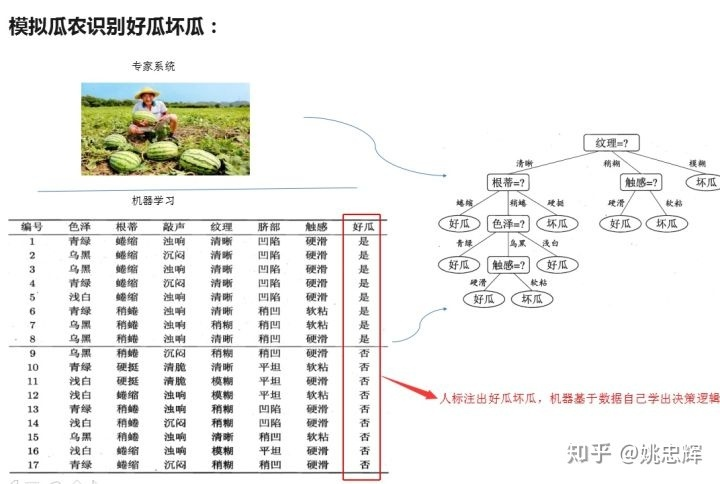 模拟瓜农识别好瓜坏瓜：
专家系统
机器学习
编号 色泽 根蒂 敲声 纹理 脐部 触感 好瓜
1 青绿 蜷缩 浊响 清晰 凹陷 硬滑 是
2 乌黑 蜷缩 沉闷 清晰 凹陷 硬滑 是
3 乌黑 蜷缩 浊响 清晰 凹陷 硬滑 是
4 青绿 蜷缩 沉闷 清晰 凹陷 硬滑 是
5 浅白 蜷缩 浊响 清晰 凹陷 硬滑 是
6 青绿 稍蜷 浊响 清晰 稍凹 软粘 是
7 乌黑 稍蜷 浊响 稍糊 稍凹 软粘 是
8 乌黑 稍蜷 浊响 清晰 稍凹 硬滑 是
9 乌黑 稍蜷 沉闷 稍糊 稍凹 硬滑 否
10 青绿 硬挺 清脆 清晰 平坦 软粘 否
11 浅白 硬挺 清脆 模糊 平坦 硬滑 否
12 浅白 蜷缩 浊响 模糊 平坦 软粘 否
13 青绿 稍蜷 浊响 稍糊 凹陷 硬滑 否
14 浅白 稍蜷 沉闷 稍糊 凹陷 硬滑 否
15 乌黑 稍蜷 浊响 清晰 稍凹 软粘 否
16 浅白 蜷缩 浊响 模糊 平坦 硬滑 否
17 青绿 蜷缩 沉闷 稍糊 稍凹 硬滑 否
纹理=?
清晰 稍糊 模糊
根蒂=? 触感=? 坏瓜
蜷缩 稍蜷 硬挺 硬滑 软粘
好瓜 色泽=? 坏瓜 好瓜 坏瓜
青绿 乌黑 浅白
好瓜 触感=? 好瓜
硬滑 软粘
好瓜 坏瓜
人标注出好瓜坏瓜，机器基于数据自己学出决策逻辑
知乎 @姚忠辉